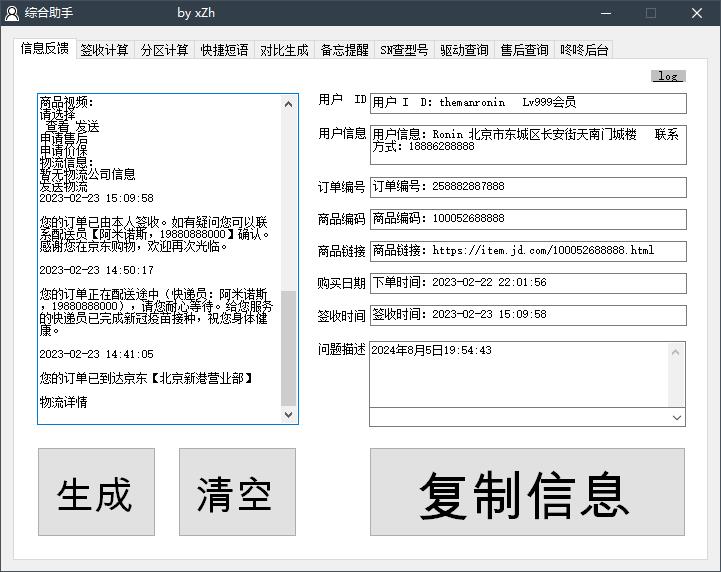 综合助手 by xZh
信息反馈 签收计算 分区计算 快捷短语 对比生成 备忘提醒 SN查型号 驱动查询 售后查询 咚咚后台
log
商品视频:
请选择
查看 发送
申请售后
申请价保
物流信息:
暂无物流公司信息
发送物流
2023-02-23 15:09:58
您的订单已由本人签收。如有疑问您可以联
系配送员【阿米诺斯，19880888000】确认。
感谢您在京东购物，欢迎再次光临。
2023-02-23 14:50:17
您的订单正在配送途中（快递员：阿米诺斯
，19880888000），请您耐心等待。给您服务
的快递员已完成新冠疫苗接种，祝您身体健
康。
2023-02-23 14:41:05
您的订单已到达京东【北京新港营业部】
物流详情
用户 ID 用户 I D: themanronin Lv999会员
用户信息 用户信息: Ronin 北京市东城区长安街天南门城楼 联系
方式: 18886288888
订单编号 订单编号: 258882887888
商品编码 商品编码: 100052688888
商品链接 商品链接: https://item.jd.com/100052688888.html
购买日期 下单时间: 2023-02-22 22:01:56
签收时间 签收时间: 2023-02-23 15:09:58
问题描述 2024年8月5日19:54:43
生成 清空 复制信息